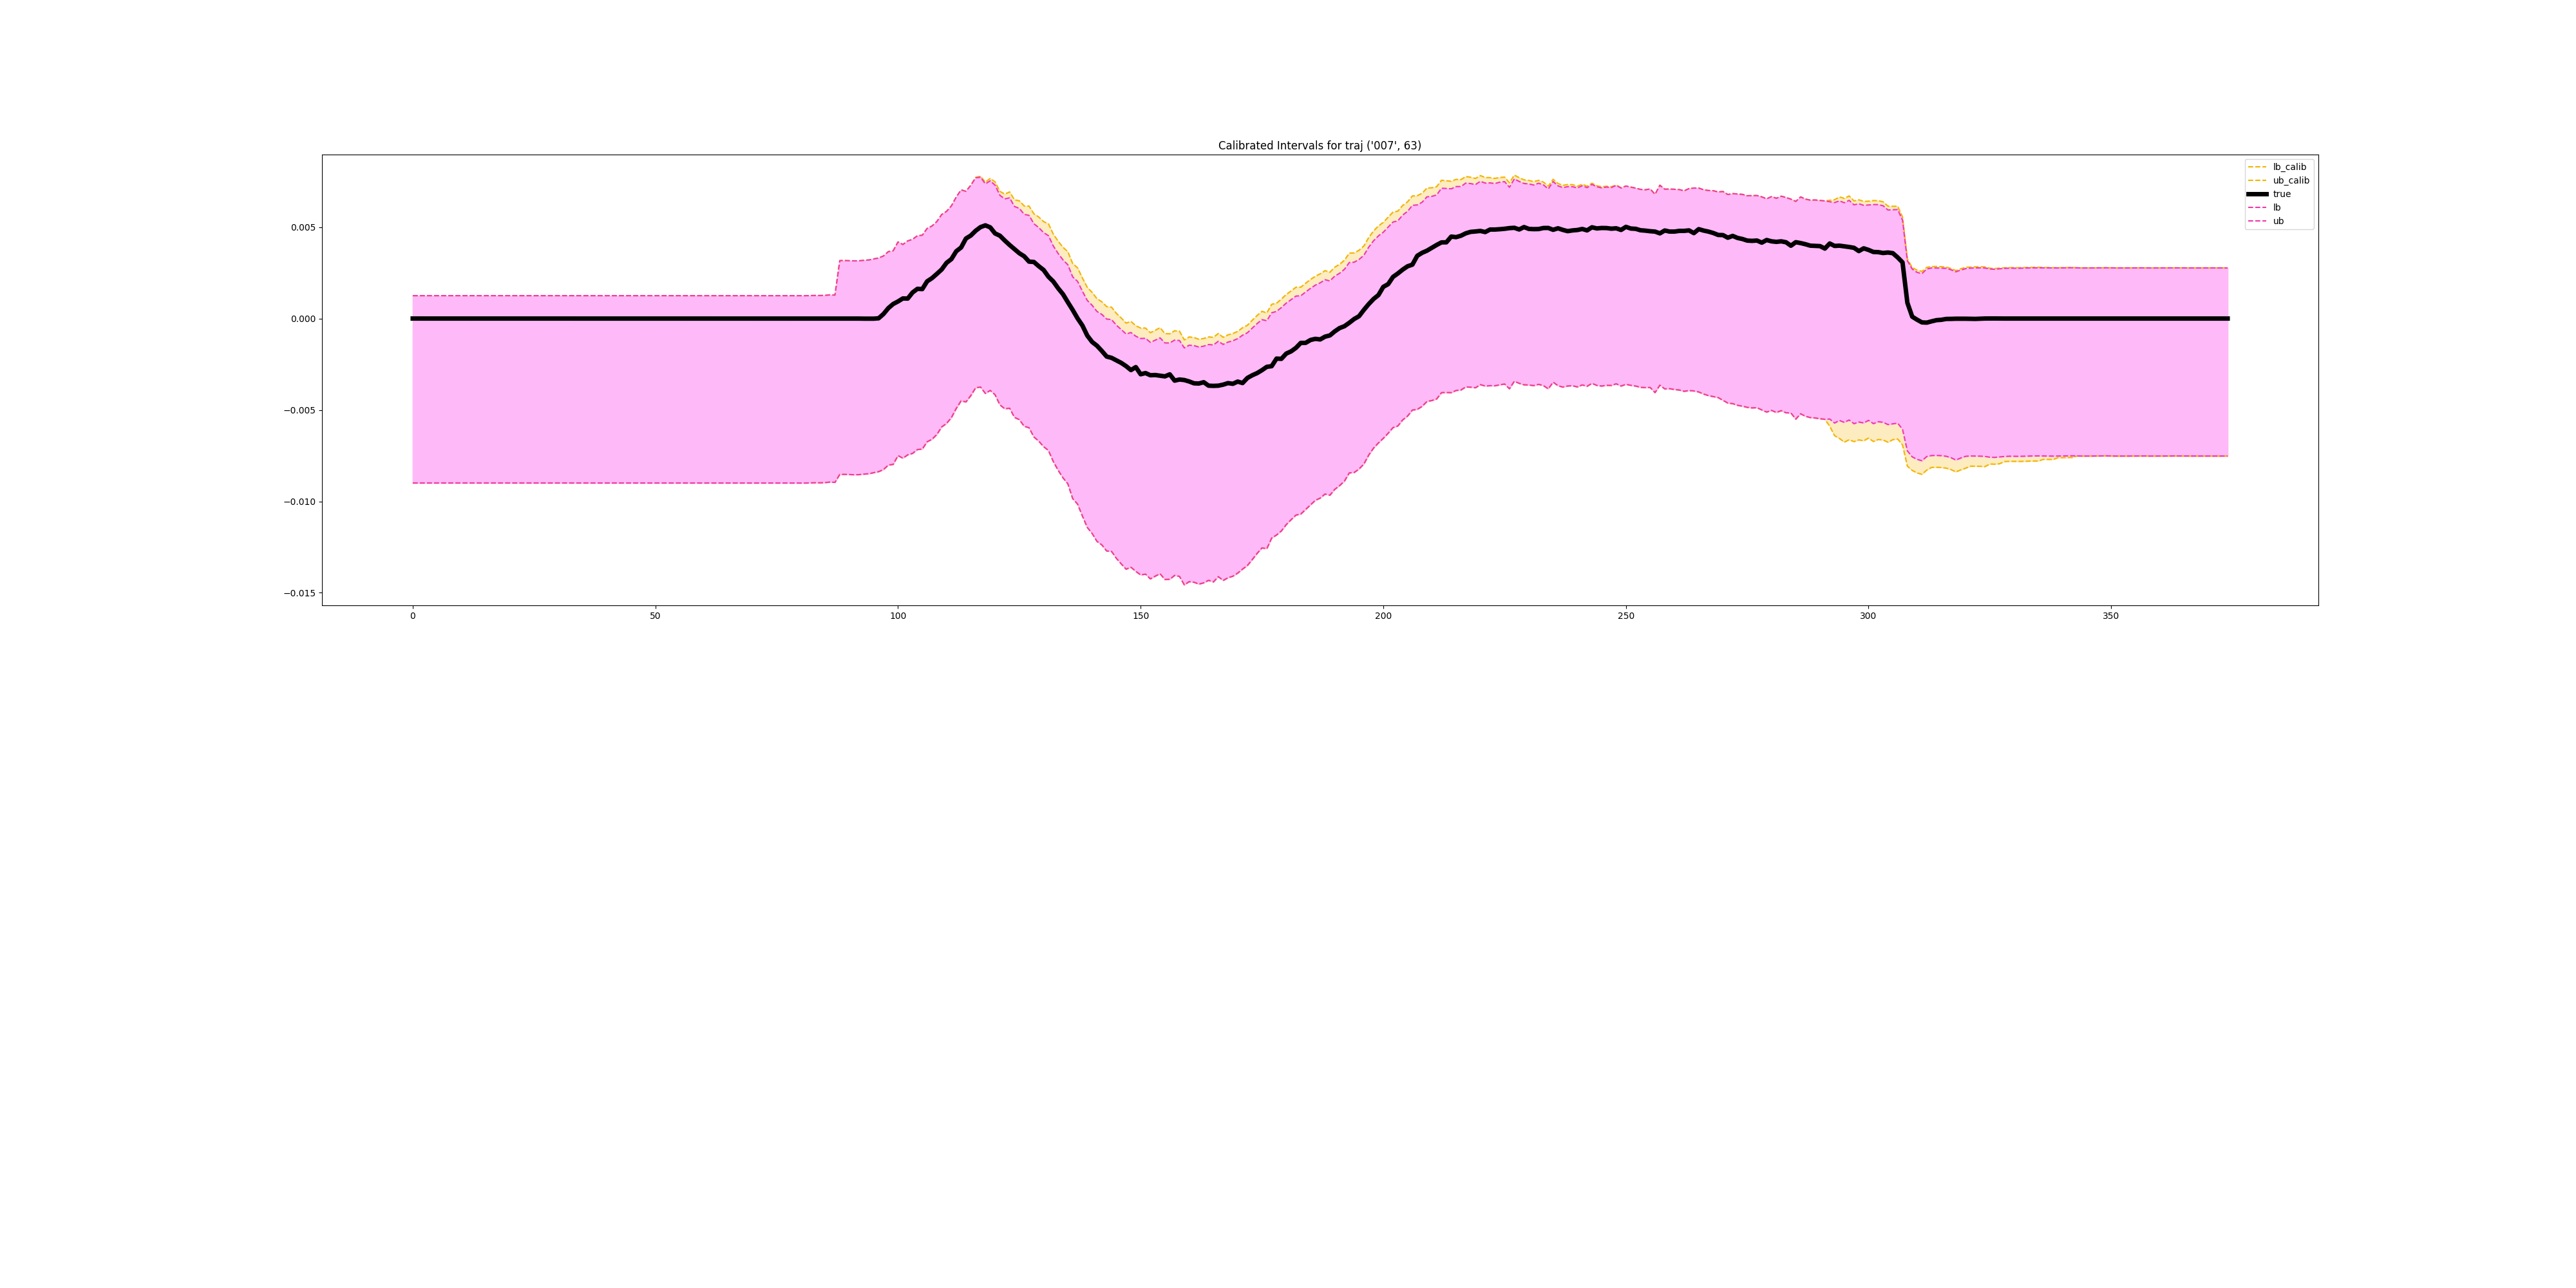 Calibrated Intervals for traj ('007', 63)
lb_calib
ub_calib
true
lb
ub
0.005
0.000
−0.005
−0.010
−0.015
0 50 100 150 200 250 300 350